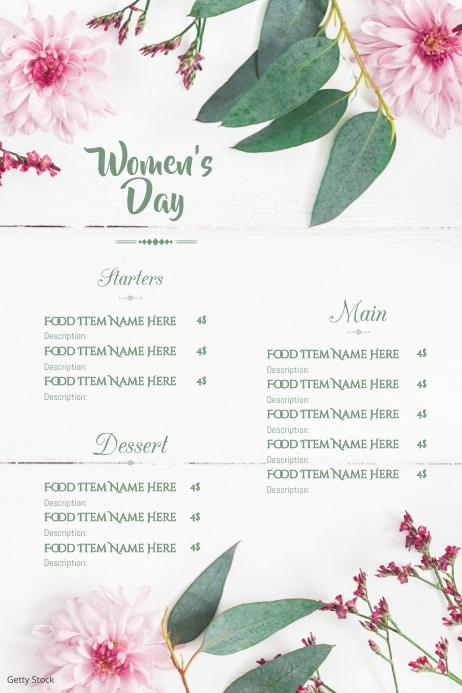 Women's
Day
Starters
FOOD ITEM NAME HERE 4$
Description:
FOOD ITEM NAME HERE 4$
Description:
FOOD ITEM NAME HERE 4$
Description:
Dessert
FOOD ITEM NAME HERE 4$
Description:
FOOD ITEM NAME HERE 4$
Description:
FOOD ITEM NAME HERE 4$
Description:
Main
FOOD ITEM NAME HERE 4$
Description:
FOOD ITEM NAME HERE 4$
Description:
FOOD ITEM NAME HERE 4$
Description:
FOOD ITEM NAME HERE 4$
Description:
FOOD ITEM NAME HERE 4$
Description:
Getty Stock